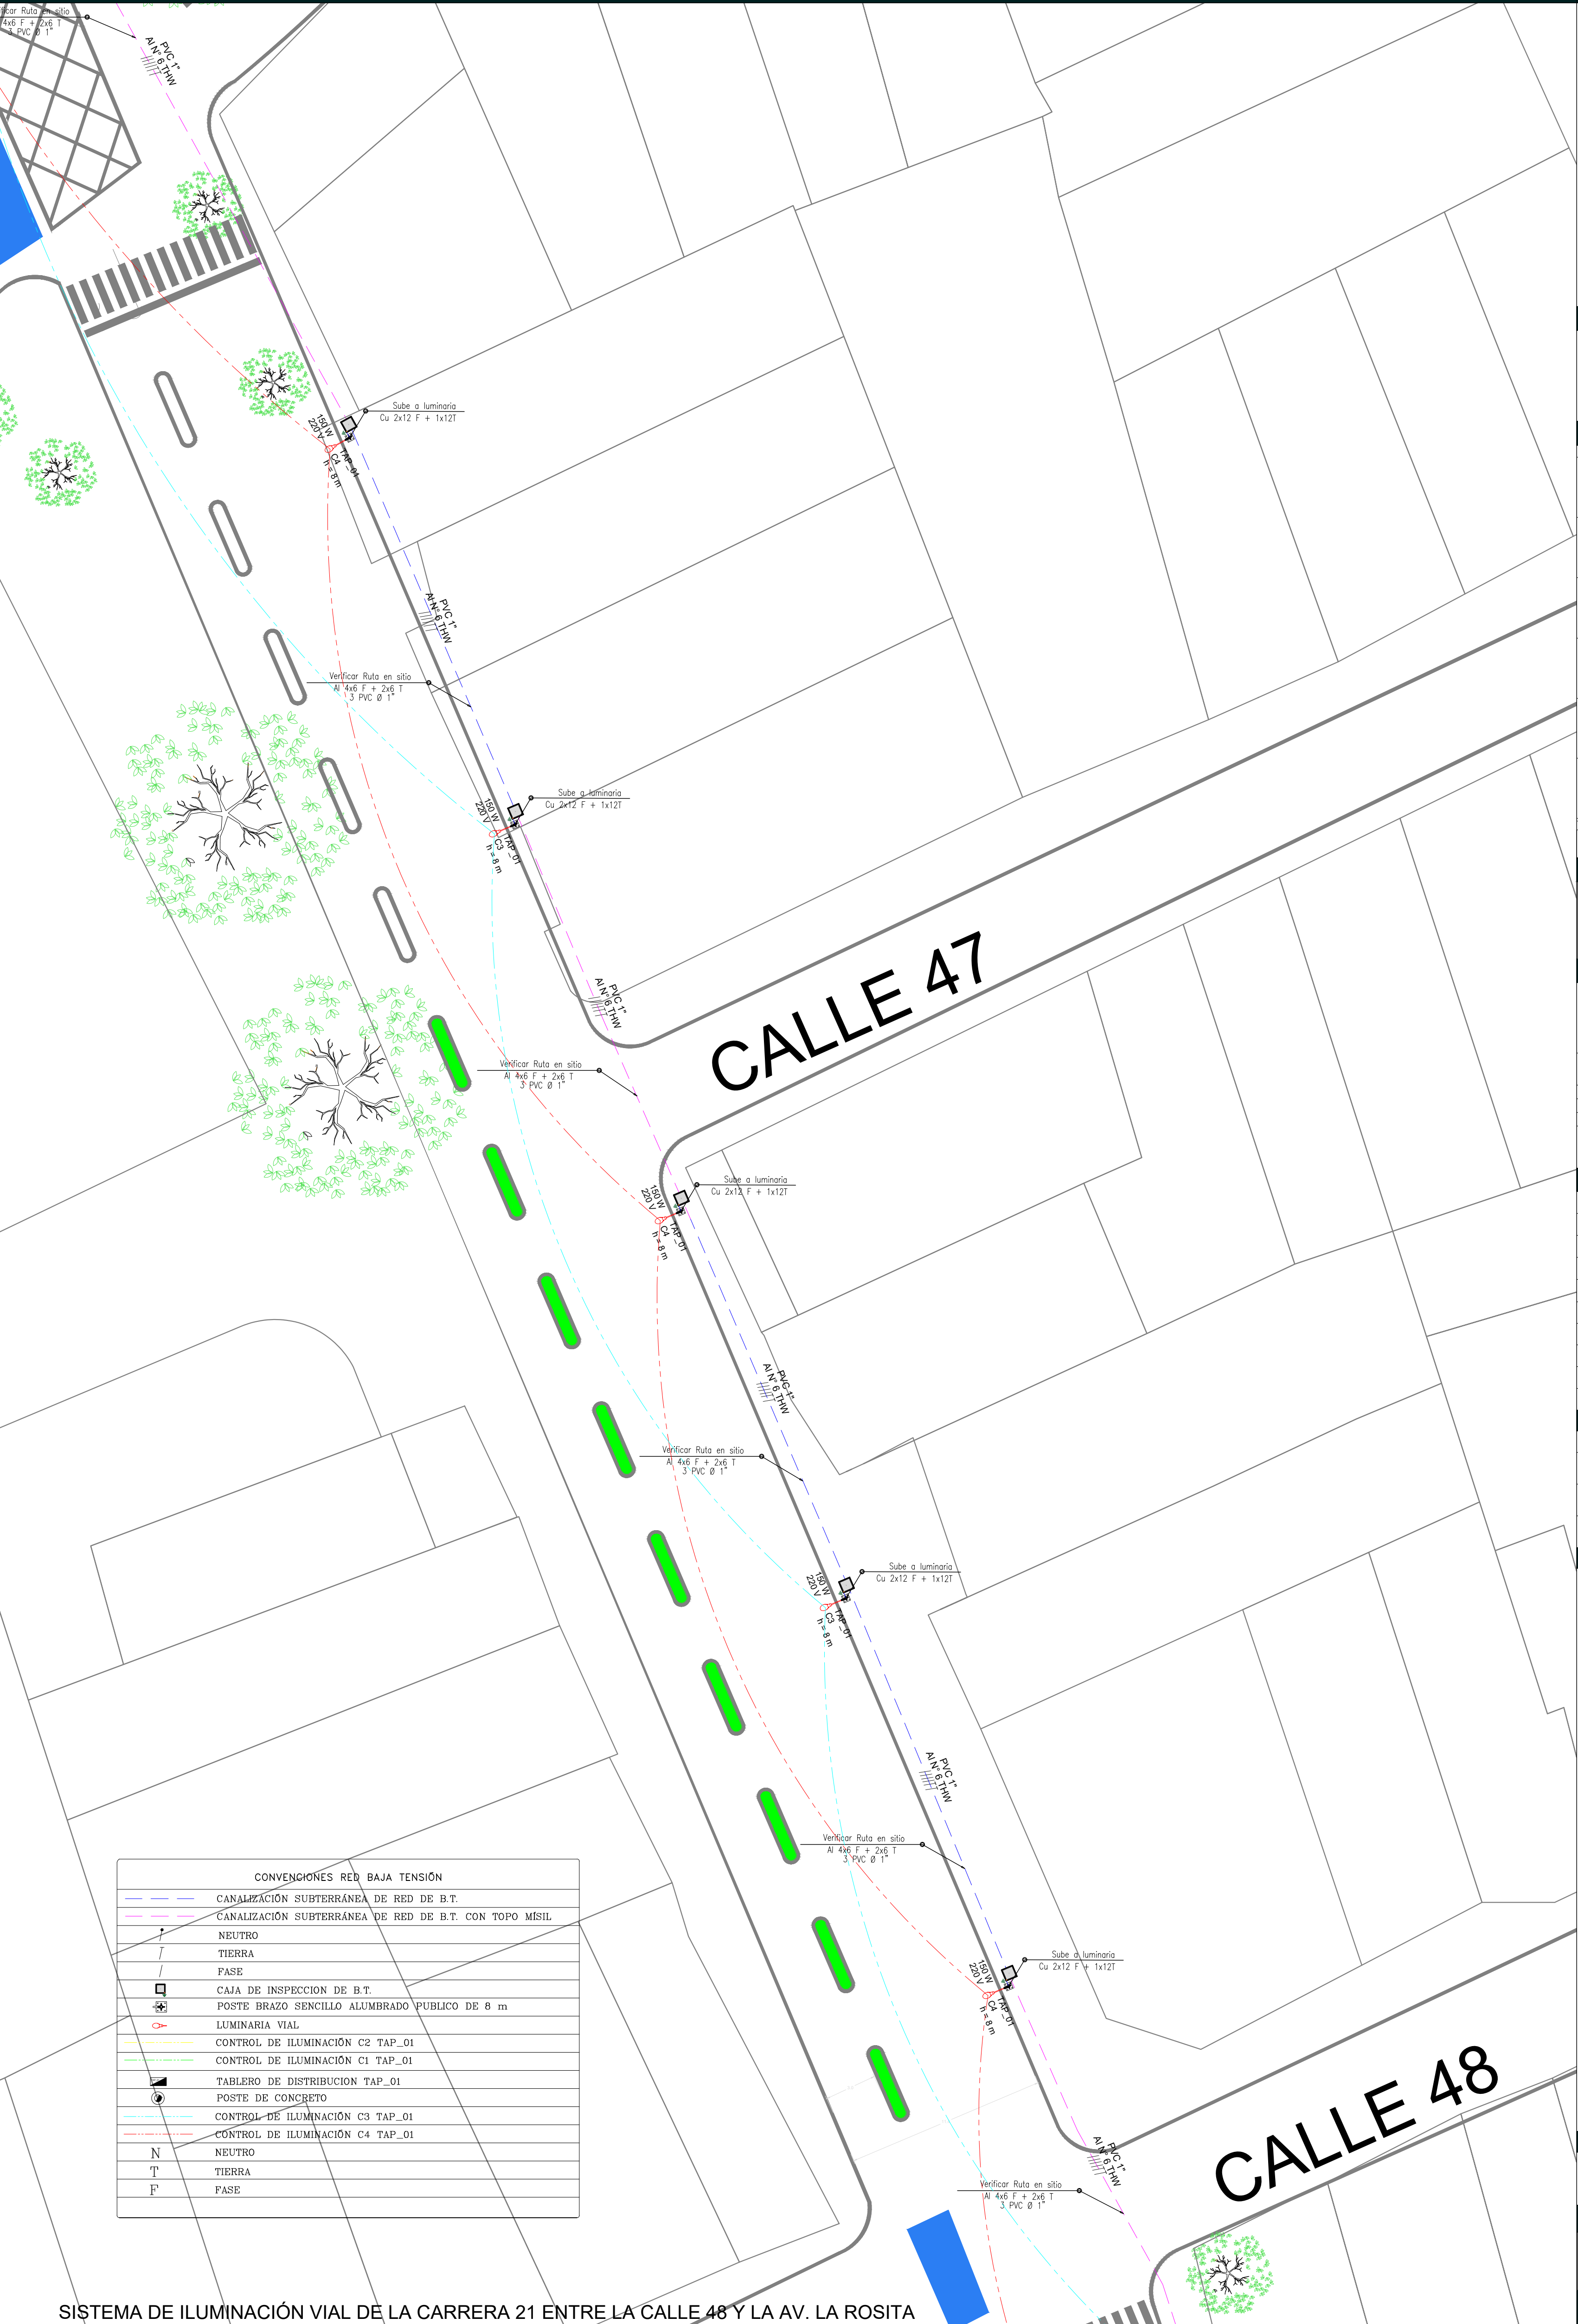 ficar Ruta en sitio
4x6 F + 2x6 T
3 PVC Ø 1"
PVC 1"
Al N° 6 THW
Sube a luminaria
Cu 2x12 F + 1x12T
150 W
220 V
C4
TAP_01
h = 8 m
PVC 1"
Al N° 6 THW
Verificar Ruta en sitio
Al 4x6 F + 2x6 T
3 PVC Ø 1"
Sube a luminaria
Cu 2x12 F + 1x12T
150 W
220 V
C3
TAP_01
h = 8 m
CALLE 47
PVC 1"
Al N° 6 THW
Verificar Ruta en sitio
Al 4x6 F + 2x6 T
3 PVC Ø 1"
Sube a luminaria
Cu 2x12 F + 1x12T
150 W
220 V
C4
TAP_01
h = 8 m
PVC 1"
Al N° 6 THW
Verificar Ruta en sitio
Al 4x6 F + 2x6 T
3 PVC Ø 1"
Sube a luminaria
Cu 2x12 F + 1x12T
150 W
220 V
C3
TAP_01
h = 8 m
PVC 1"
Al N° 6 THW
Verificar Ruta en sitio
Al 4x6 F + 2x6 T
3 PVC Ø 1"
Sube a luminaria
Cu 2x12 F + 1x12T
150 W
220 V
C4
TAP_01
h = 8 m
CALLE 48
PVC 1"
Al N° 6 THW
Verificar Ruta en sitio
Al 4x6 F + 2x6 T
3 PVC Ø 1"
CONVENCIONES RED BAJA TENSIÓN
CANALIZACIÓN SUBTERRÁNEA DE RED DE B.T.
CANALIZACIÓN SUBTERRÁNEA DE RED DE B.T. CON TOPO MÍSIL
NEUTRO
TIERRA
FASE
CAJA DE INSPECCION DE B.T.
POSTE BRAZO SENCILLO ALUMBRADO PUBLICO DE 8 m
LUMINARIA VIAL
CONTROL DE ILUMINACIÓN C2 TAP_01
CONTROL DE ILUMINACIÓN C1 TAP_01
TABLERO DE DISTRIBUCION TAP_01
POSTE DE CONCRETO
CONTROL DE ILUMINACIÓN C3 TAP_01
CONTROL DE ILUMINACIÓN C4 TAP_01
N NEUTRO
T TIERRA
F FASE
SISTEMA DE ILUMINACIÓN VIAL DE LA CARRERA 21 ENTRE LA CALLE 48 Y LA AV. LA ROSITA